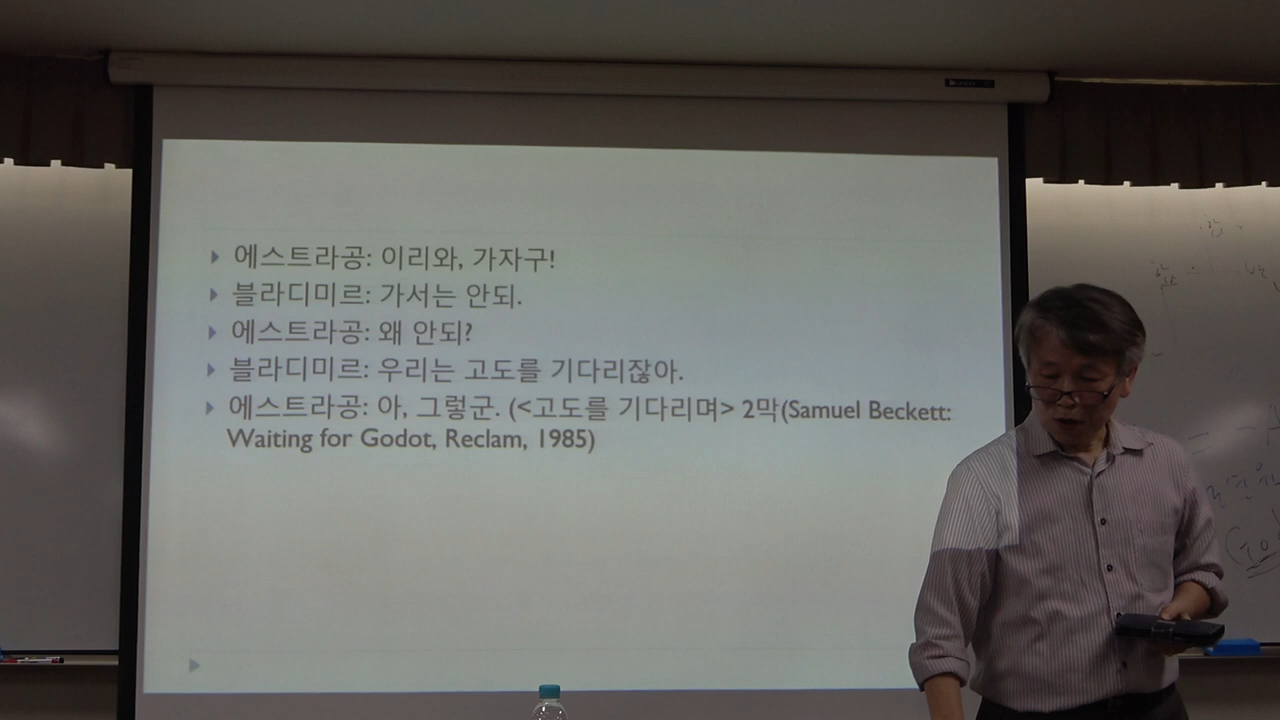 에스트라공: 이리와, 가자구!
블라디미르: 가서는 안되.
에스트라공: 왜 안되?
블라디미르: 우리는 고도를 기다리잖아.
에스트라공: 아, 그렇군. (<고도를 기다리며> 2막(Samuel Beckett:
Waiting for Godot, Reclam, 1985)